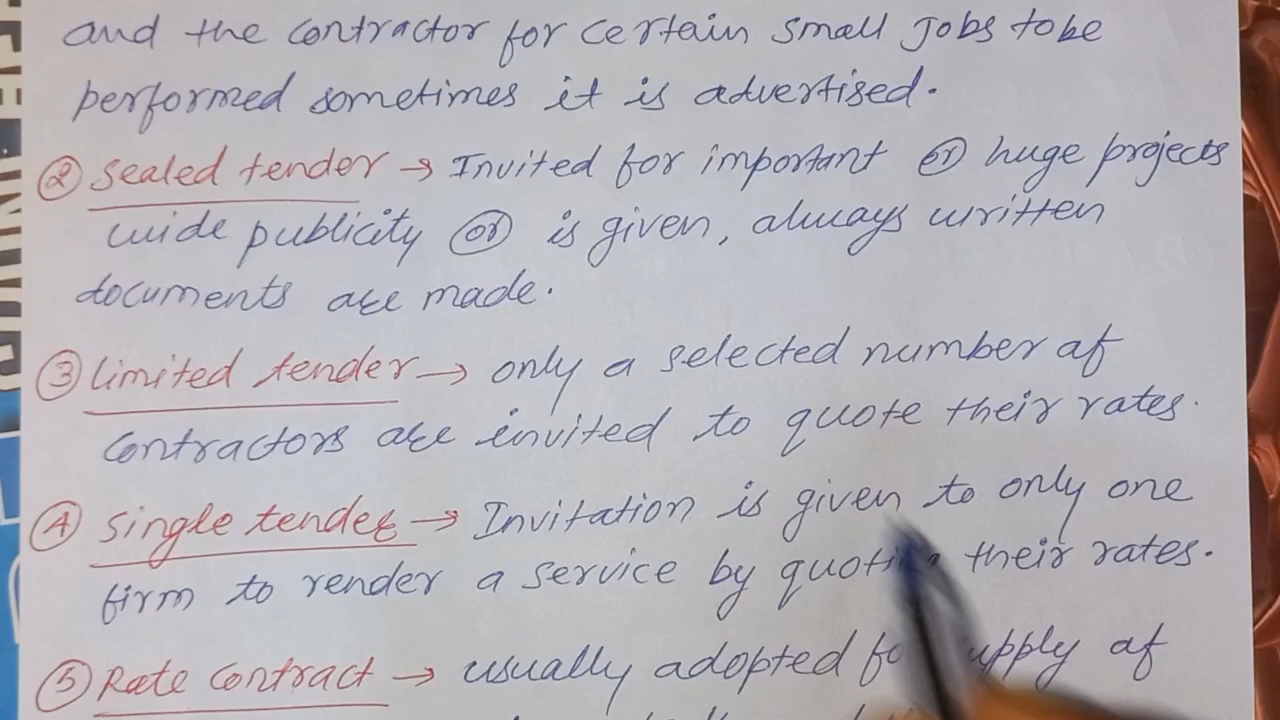 and the contractor for certain small jobs to be
performed sometimes it is advertised.
② Sealed tender → Invited for important or huge projects
wide publicity or is given, always written
documents are made.
③ limited tender → only a selected number of
contractors are invited to quote their rates.
④ Single tender → Invitation is given to only one
firm to render a service by their rates.
⑤ Rate contract → usually adopted of